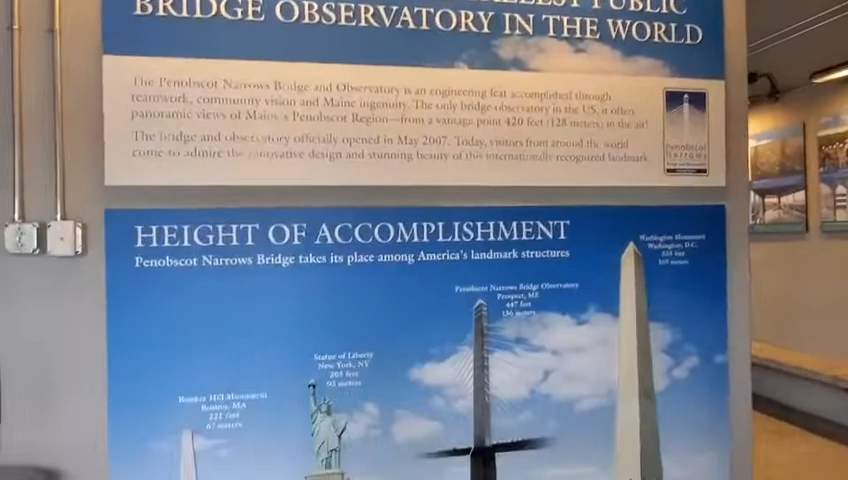 TALLEST PUBLIC
BRIDGE OBSERVATORY IN THE WORLD
The Penobscot Narrows Bridge and Observatory is an engineering feat accomplished through
teamwork, community vision and Maine ingenuity. The only bridge observatory in the US, it offers
panoramic views of Maine's Penobscot Region—from a vantage point 420 feet (128 meters) in the air!
The bridge and observatory officially opened in May 2007. Today, visitors from around the world
come to admire the innovative design and stunning beauty of this internationally recognized landmark.
Penobscot
Narrows
HEIGHT OF ACCOMPLISHMENT
Penobscot Narrows Bridge takes its place among America's landmark structures.
Washington Monument
Washington, D.C.
555 feet
169 meters
Penobscot Narrows Bridge Observatory
Prospect, ME
447 feet
136 meters
Statue of Liberty
New York, NY
305 feet
93 meters
Bunker Hill Monument
Boston, MA
221 feet
67 meters